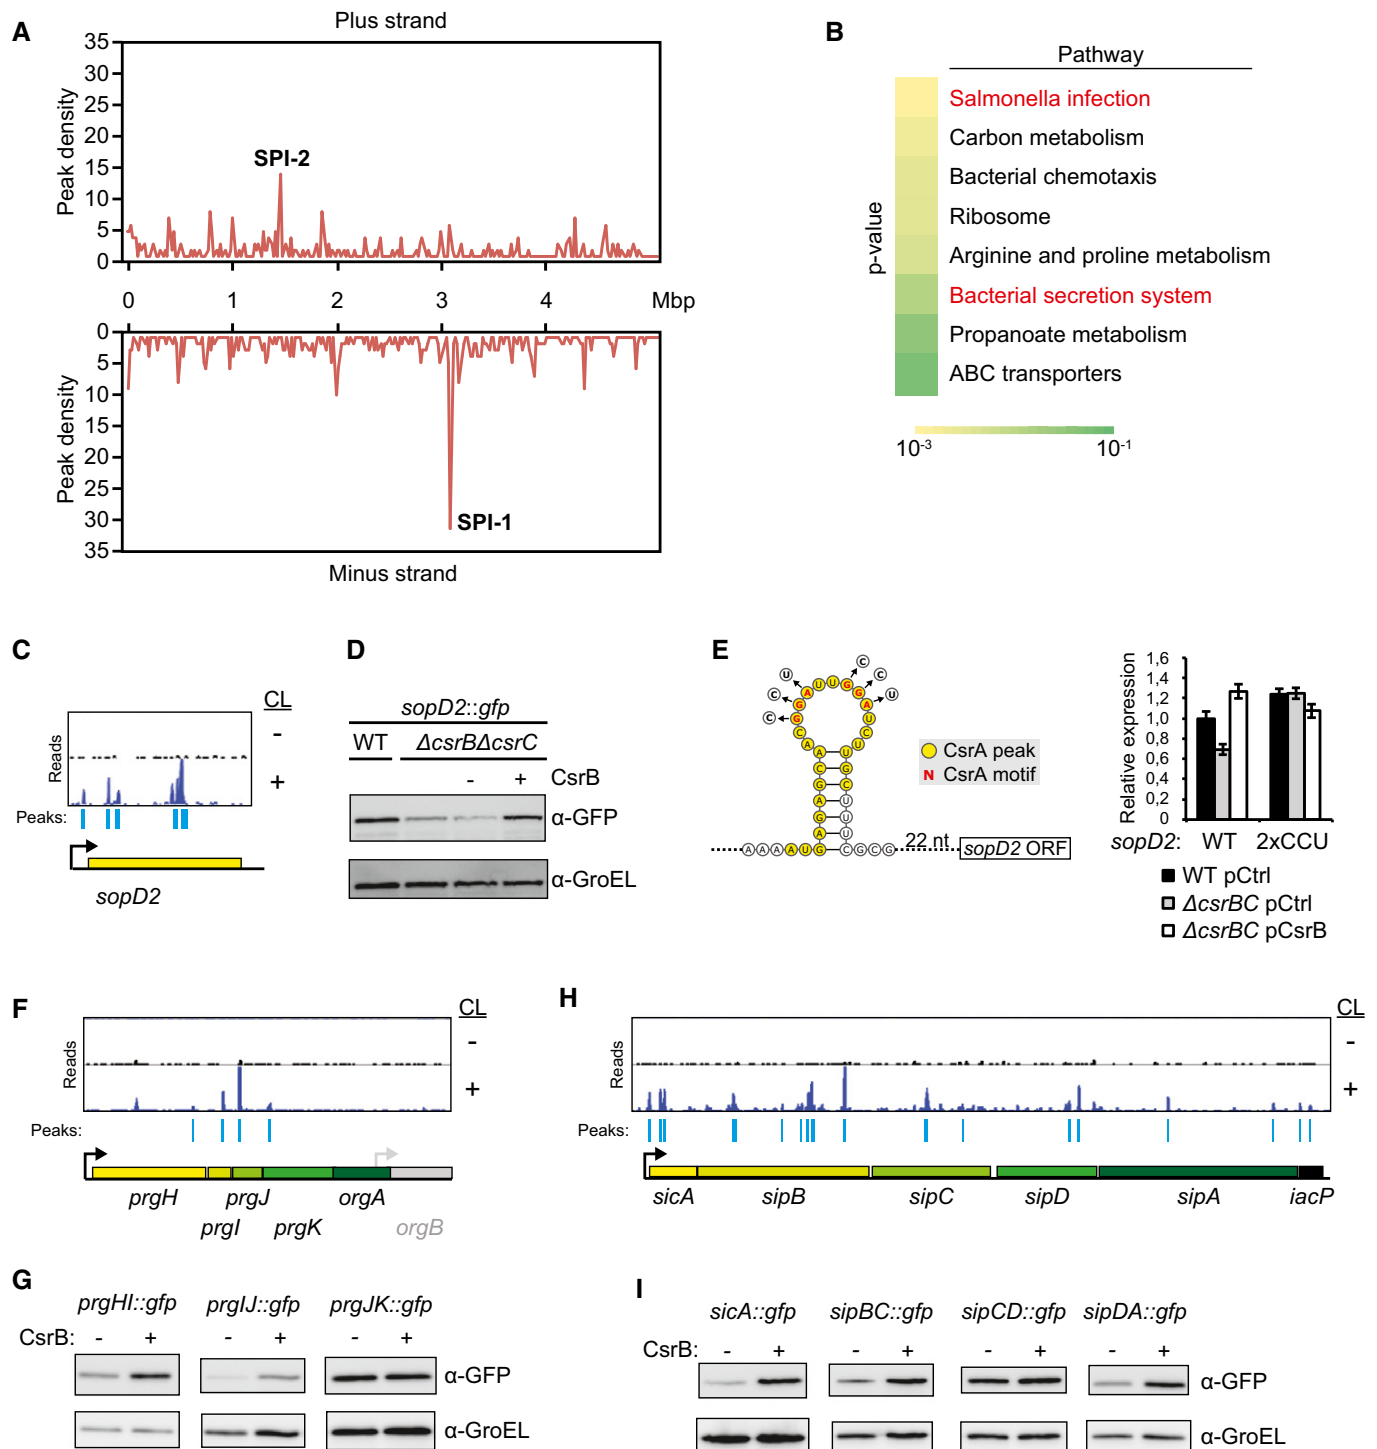 A
Plus strand
Peak density
35
30
25
20
15
10
5
0
SPI-2
0 1 2 3 4 Mbp
Peak density
0
5
10
15
20
25
30
35
SPI-1
Minus strand
B
Pathway
p-value
Salmonella infection
Carbon metabolism
Bacterial chemotaxis
Ribosome
Arginine and proline metabolism
Bacterial secretion system
Propanoate metabolism
ABC transporters
10-3 10-1
C
CL
Reads
-
+
Peaks:
sopD2
D
sopD2::gfp
WT ΔcsrBΔcsrC
- + CsrB
α-GFP
α-GroEL
E
CsrA peak
N CsrA motif
22 nt
sopD2 ORF
Relative expression
1,6
1,4
1,2
1,0
0,8
0,6
0,4
0,2
0
sopD2: WT 2xCCU
WT pCtrl
ΔcsrBC pCtrl
ΔcsrBC pCsrB
F
CL
Reads
-
+
Peaks:
prgH prgJ orgA
prgI prgK orgB
H
CL
Reads
-
+
Peaks:
sicA sipB sipC sipD sipA iacP
G
prgHI::gfp prgIJ::gfp prgJK::gfp
CsrB: - + - + - +
α-GFP
α-GroEL
I
sicA::gfp sipBC::gfp sipCD::gfp sipDA::gfp
CsrB: - + - + - + - +
α-GFP
α-GroEL